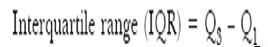 Interquartile range (IQR) = Q₃ – Q₁